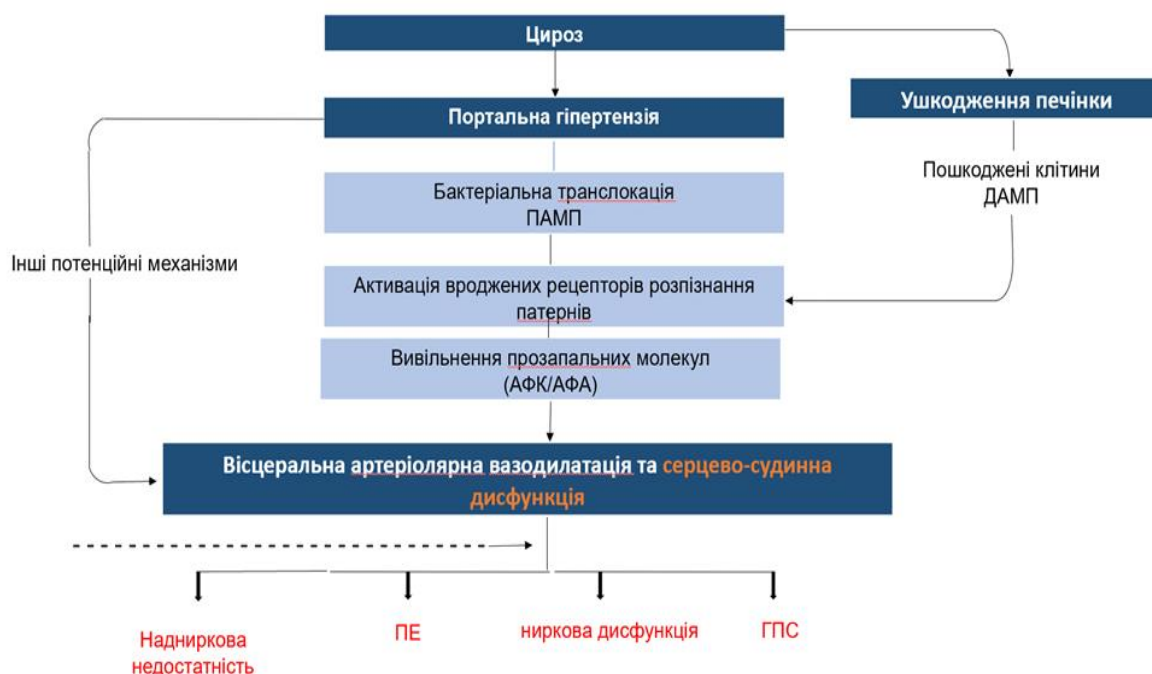 Цироз
Ушкодження печінки
Портальна гіпертензія
Пошкоджені клітини
ДАМП
Бактеріальна транслокація
ПАМП
Інші потенційні механізми
Активація вроджених рецепторів розпізнання
патернів
Вивільнення прозапальних молекул
(АФК/АФА)
Вісцеральна артеріолярна вазодилатація та серцево-судинна
дисфункція
Надниркова
недостатність
ПЕ
ниркова дисфункція
ГПС